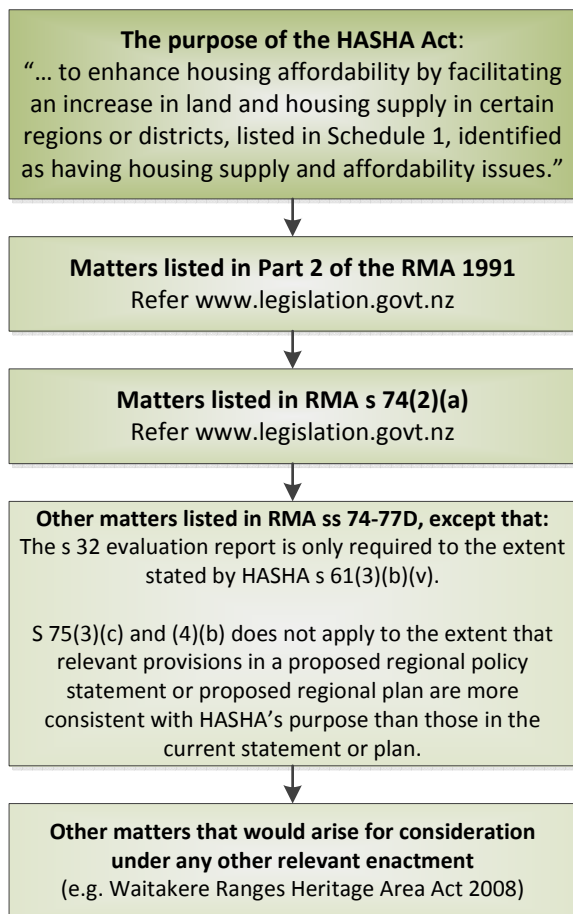 The purpose of the HASHA Act:
“… to enhance housing affordability by facilitating
an increase in land and housing supply in certain
regions or districts, listed in Schedule 1, identified
as having housing supply and affordability issues.”
Matters listed in Part 2 of the RMA 1991
Refer www.legislation.govt.nz
Matters listed in RMA s 74(2)(a)
Refer www.legislation.govt.nz
Other matters listed in RMA ss 74-77D, except that:
The s 32 evaluation report is only required to the extent
stated by HASHA s 61(3)(b)(v).
S 75(3)(c) and (4)(b) does not apply to the extent that
relevant provisions in a proposed regional policy
statement or proposed regional plan are more
consistent with HASHA’s purpose than those in the
current statement or plan.
Other matters that would arise for consideration
under any other relevant enactment
(e.g. Waitakere Ranges Heritage Area Act 2008)